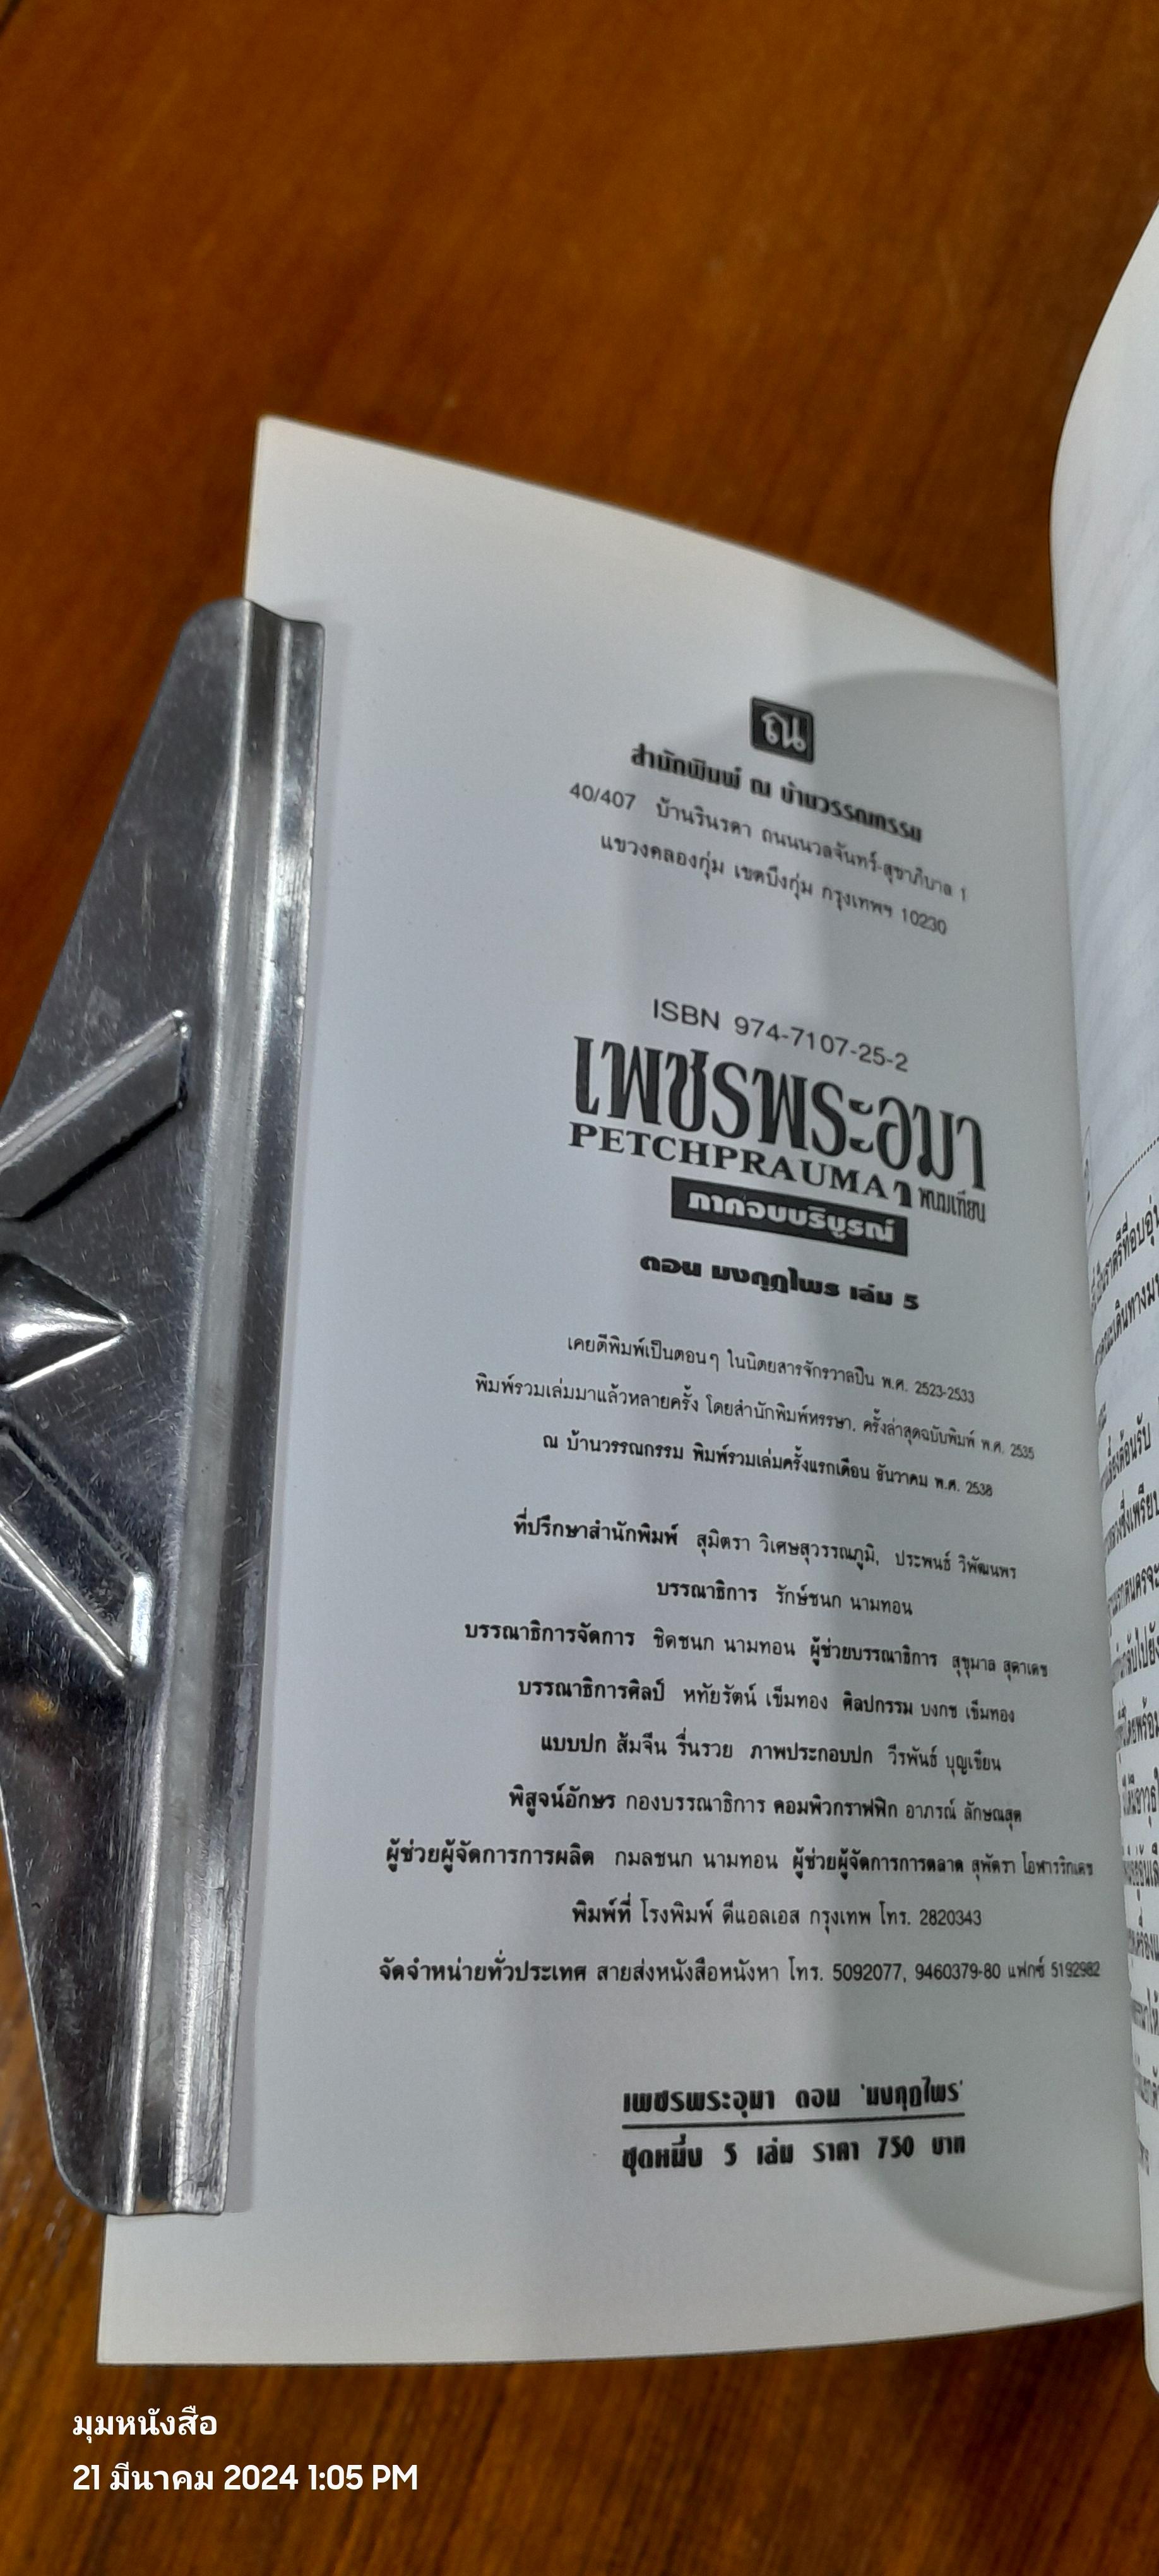 ณ
สำนักพิมพ์ ณ บ้านวรรณกรรม
40/407 บ้านรินรดา ถนนนวลจันทร์-สุขาภิบาล 1
แขวงคลองกุ่ม เขตบึงกุ่ม กรุงเทพฯ 10230
ISBN 974-7107-25-2
เพชรพระอุมา
PETCHPRAUMA พนมเทียน
ภาคจบบริบูรณ์
ตอน มงกุฎไพร เล่ม 5
เคยตีพิมพ์เป็นตอนๆ ในนิตยสารจักรวาลปืน พ.ศ. 2523-2533
พิมพ์รวมเล่มมาแล้วหลายครั้ง โดยสำนักพิมพ์หรรษา, ครั้งล่าสุดฉบับพิมพ์ พ.ศ. 2535
ณ บ้านวรรณกรรม พิมพ์รวมเล่มครั้งแรกเดือน ธันวาคม พ.ศ. 2538
ที่ปรึกษาสำนักพิมพ์ สุมิตรา วิเศษสุวรรณภูมิ, ประพนธ์ วิพัฒนพร
บรรณาธิการ รักษ์ชนก นามทอน
บรรณาธิการจัดการ ชิดชนก นามทอน ผู้ช่วยบรรณาธิการ สุขุมาล สุดาเดช
บรรณาธิการศิลป์ หทัยรัตน์ เข็มทอง ศิลปกรรม บงกช เข็มทอง
แบบปก ส้มจีน รื่นรวย ภาพประกอบปก วีรพันธ์ บุญเขียน
พิสูจน์อักษร กองบรรณาธิการ คอมพิวกราฟฟิก อาภรณ์ ลักษณสุต
ผู้ช่วยผู้จัดการการผลิต กมลชนก นามทอน ผู้ช่วยผู้จัดการการตลาด สุพัตรา โอฬารริกเดช
พิมพ์ที่ โรงพิมพ์ ดีแอลเอส กรุงเทพ โทร. 2820343
จัดจำหน่ายทั่วประเทศ สายส่งหนังสือหนังหา โทร. 5092077, 9460379-80 แฟกซ์ 5192982
เพชรพระอุมา ตอน 'มงกุฎไพร'
ชุดหนึ่ง 5 เล่ม ราคา 750 บาท
มุมหนังสือ
21 มีนาคม 2024 1:05 PM